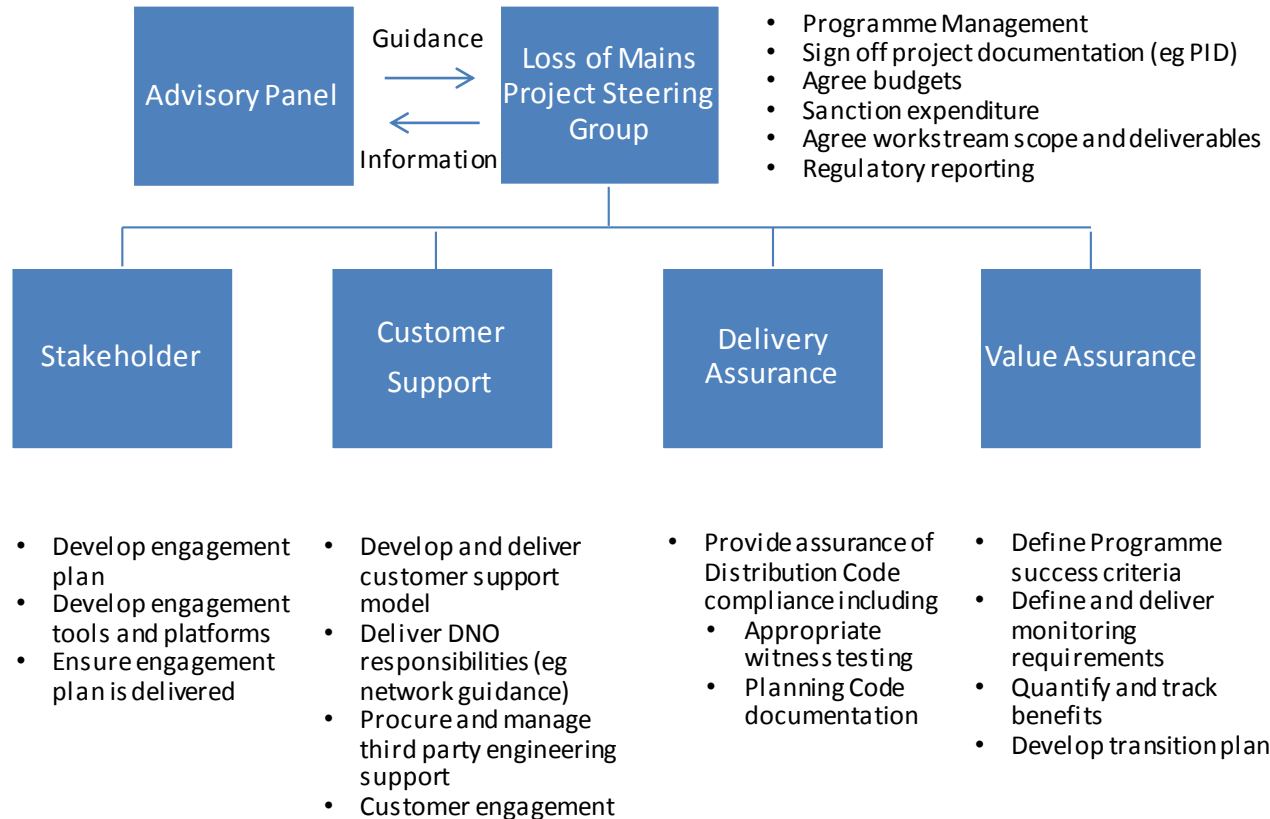 Advisory Panel
Guidance
Information
Loss of Mains
Project Steering
Group
• Programme Management
• Sign off project documentation (eg PID)
• Agree budgets
• Sanction expenditure
• Agree workstream scope and deliverables
• Regulatory reporting
Stakeholder
Customer
Support
Delivery
Assurance
Value Assurance
• Develop engagement
plan
• Develop engagement
tools and platforms
• Ensure engagement
plan is delivered
• Develop and deliver
customer support
model
• Deliver DNO
responsibilities (eg
network guidance)
• Procure and manage
third party engineering
support
• Customer engagement
• Provide assurance of
Distribution Code
compliance including
• Appropriate
witness testing
• Planning Code
documentation
• Define Programme
success criteria
• Define and deliver
monitoring
requirements
• Quantify and track
benefits
• Develop transition plan